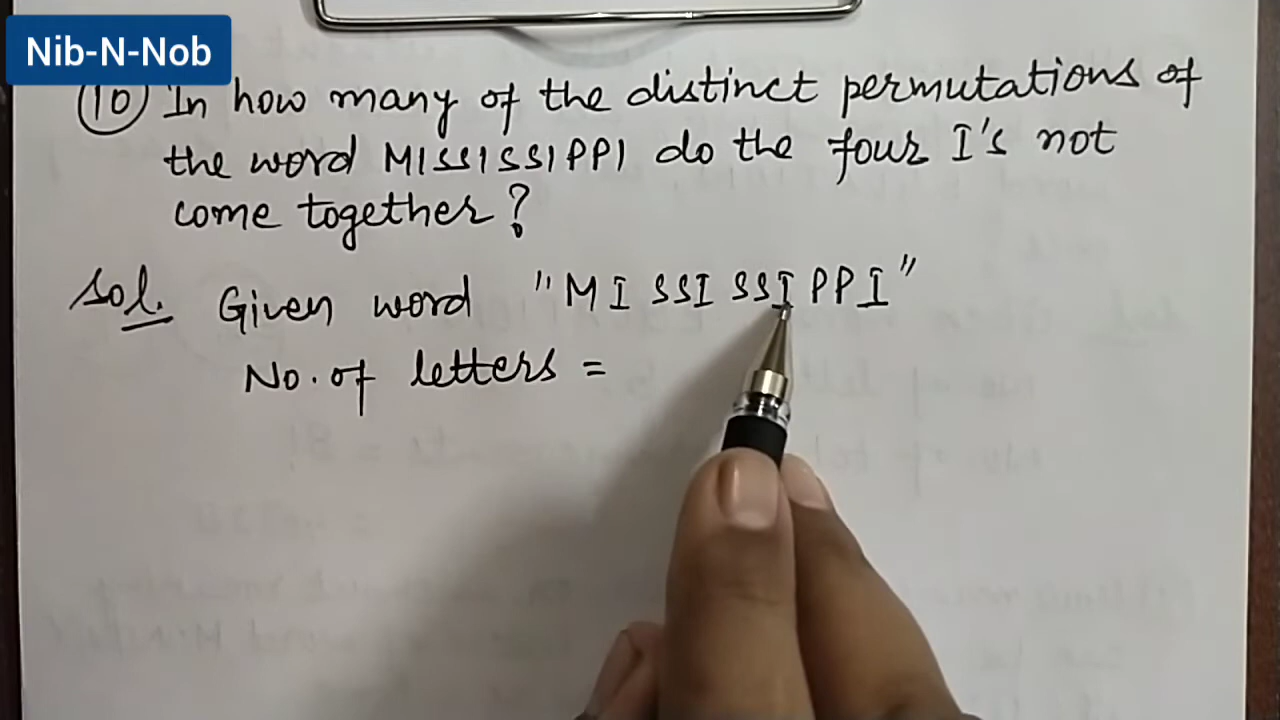 Nib-N-Nob
10 In how many of the distinct permutations of
the word MISSISSIPPI do the four I's not
come together?
Sol. Given word "MISSISSIPPI"
No. of letters =